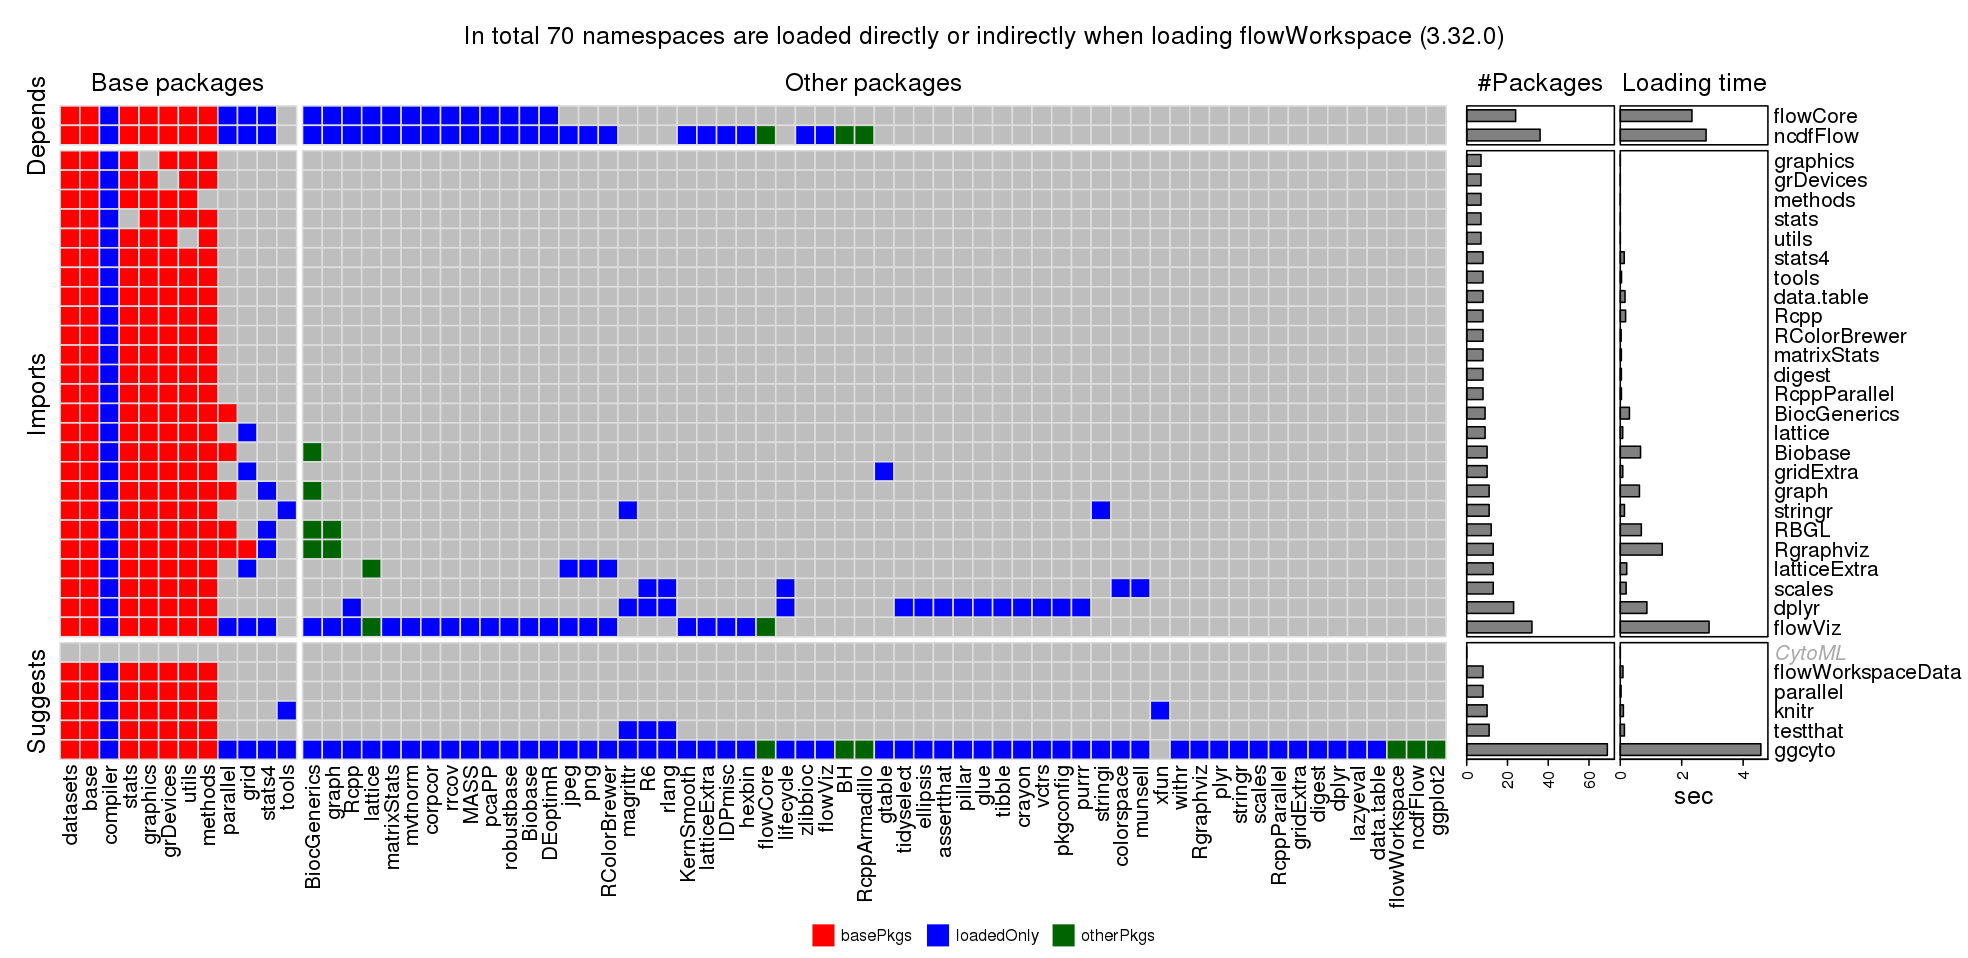 In total 70 namespaces are loaded directly or indirectly when loading flowWorkspace (3.32.0)
Base packages
Other packages
#Packages
Loading time
Depends
Imports
Suggests
flowCore
ncdfFlow
graphics
grDevices
methods
stats
utils
stats4
tools
data.table
Rcpp
RColorBrewer
matrixStats
digest
RcppParallel
BiocGenerics
lattice
Biobase
gridExtra
graph
stringr
RBGL
Rgraphviz
latticeExtra
scales
dplyr
flowViz
CytoML
flowWorkspaceData
parallel
knitr
testthat
ggcyto
datasets
base
compiler
stats
graphics
grDevices
utils
methods
parallel
grid
stats4
tools
BiocGenerics
graph
Rcpp
lattice
matrixStats
mvtnorm
corpcor
rrcov
MASS
pcaPP
robustbase
Biobase
DEoptimR
jpeg
png
RColorBrewer
magrittr
R6
rlang
KernSmooth
latticeExtra
IDPmisc
hexbin
flowCore
lifecycle
zlibbioc
flowViz
BH
RcppArmadillo
gtable
tidyselect
ellipsis
assertthat
pillar
glue
tibble
crayon
vctrs
pkgconfig
purrr
stringi
colorspace
munsell
xfun
withr
Rgraphviz
plyr
stringr
scales
RcppParallel
gridExtra
digest
dplyr
lazyeval
data.table
flowWorkspace
ncdfFlow
ggplot2
0
20
40
60
0
2
4
sec
basePkgs
loadedOnly
otherPkgs